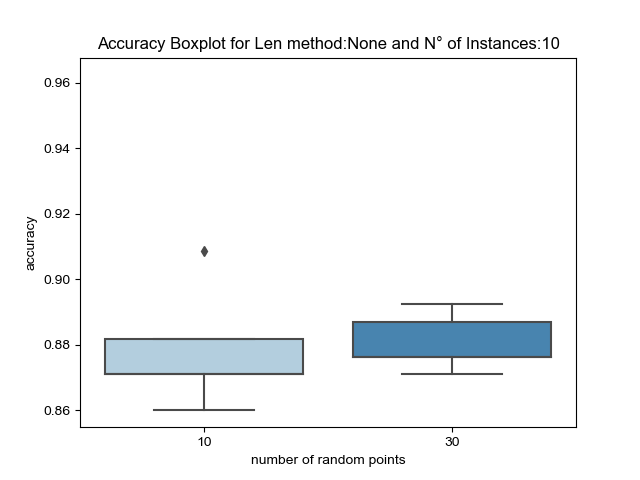 Accuracy Boxplot for Len method:None and N° of Instances:10
0.96
0.94
0.92
0.90
0.88
0.86
accuracy
10
30
number of random points